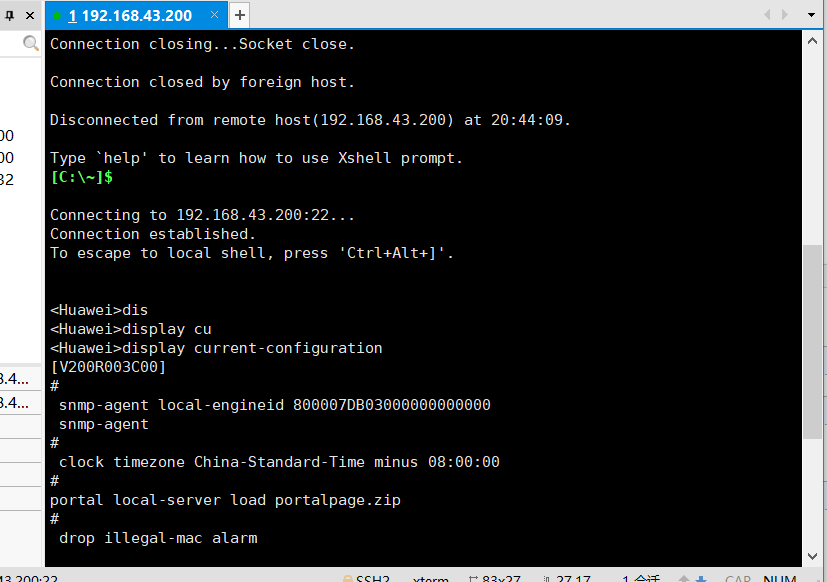 1 192.168.43.200
Connection closing...Socket close.
Connection closed by foreign host.
Disconnected from remote host(192.168.43.200) at 20:44:09.
Type `help' to learn how to use Xshell prompt.
[C:\~]$
Connecting to 192.168.43.200:22...
Connection established.
To escape to local shell, press 'Ctrl+Alt+]'.
<Huawei>dis
<Huawei>display cu
<Huawei>display current-configuration
[V200R003C00]
#
snmp-agent local-engineid 800007DB03000000000000
snmp-agent
#
clock timezone China-Standard-Time minus 08:00:00
#
portal local-server load portalpage.zip
#
drop illegal-mac alarm
00
00
32
3.4...
3.4...
43.200:22
SSH2 xterm 83x27 27,17 1 会话 CAP NUM